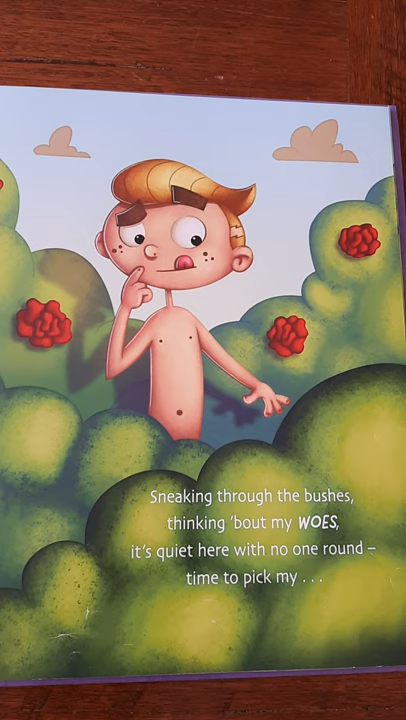 Sneaking through the bushes,
thinking ‘bout my WOES,
it’s quiet here with no one round –
time to pick my . . .